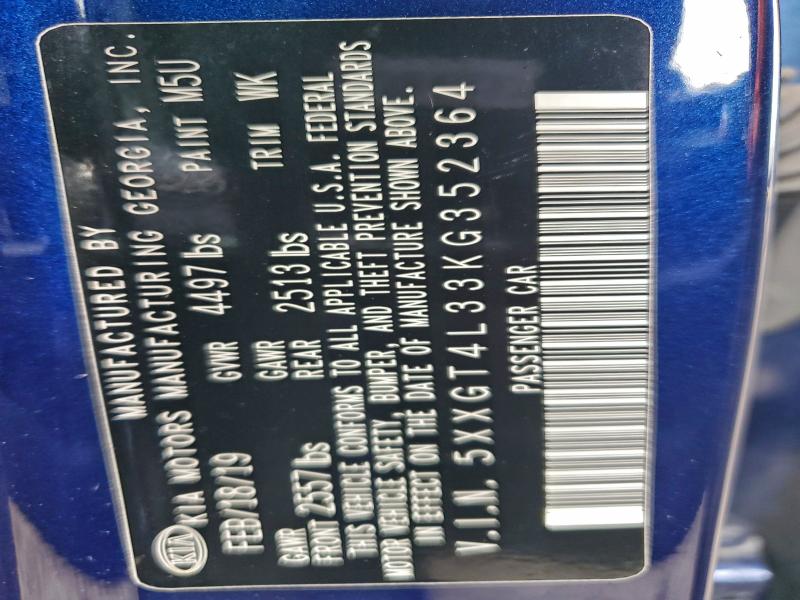 MANUFACTURED BY
KIA KIA MOTORS MANUFACTURING GEORGIA, INC.
FEB/18/19 GVWR 4497lbs PAINT M5U
GAWR FRONT 2557lbs GAWR REAR 2513lbs TRIM WK
THIS VEHICLE CONFORMS TO ALL APPLICABLE U.S.A. FEDERAL
MOTOR VEHICLE SAFETY, BUMPER, AND THEFT PREVENTION STANDARDS
IN EFFECT ON THE DATE OF MANUFACTURE SHOWN ABOVE.
V.I.N. 5XXGT4L33KG352364
PASSENGER CAR